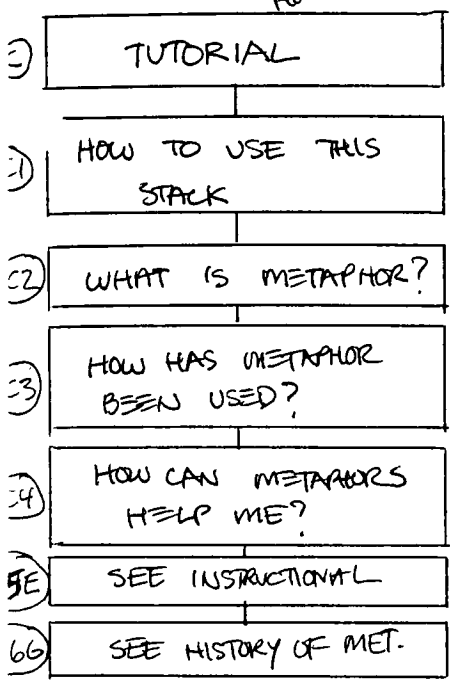 TUTORIAL
HOW TO USE THIS
STACK
WHAT IS METAPHOR?
HOW HAS METAPHOR
BEEN USED?
HOW CAN METAPHORS
HELP ME?
SEE INSTRUCTIONAL
SEE HISTORY OF MET.